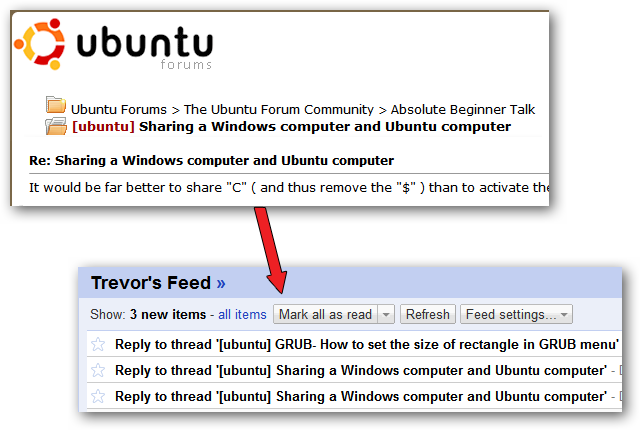 ubuntu
forums
Ubuntu Forums > The Ubuntu Forum Community > Absolute Beginner Talk
[ubuntu] Sharing a Windows computer and Ubuntu computer
Re: Sharing a Windows computer and Ubuntu computer
It would be far better to share "C" ( and thus remove the "$" ) than to activate the
Trevor's Feed »
Show: 3 new items - all items Mark all as read Refresh Feed settings...
Reply to thread '[ubuntu] GRUB- How to set the size of rectangle in GRUB menu'
Reply to thread '[ubuntu] Sharing a Windows computer and Ubuntu computer' - D
Reply to thread '[ubuntu] Sharing a Windows computer and Ubuntu computer' -